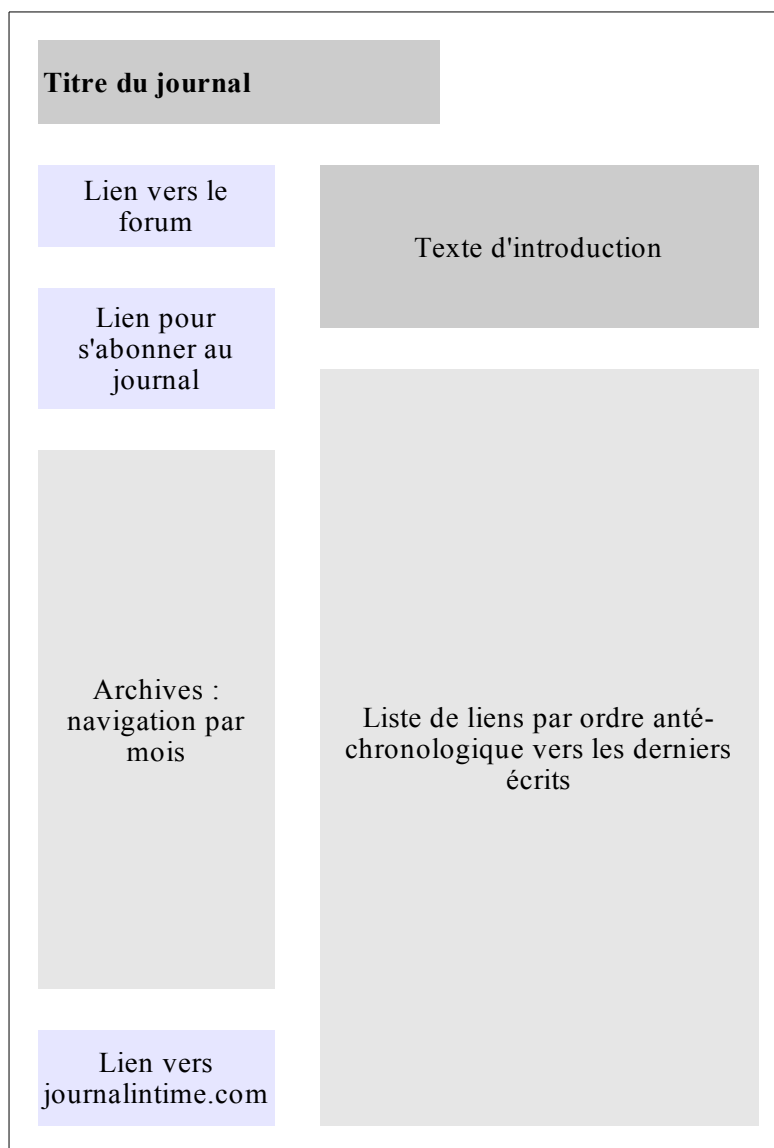 Titre du journal
Lien vers le
forum
Lien pour
s'abonner au
journal
Archives :
navigation par
mois
Lien vers
journalintime.com
Texte d'introduction
Liste de liens par ordre anté-
chronologique vers les derniers
écrits